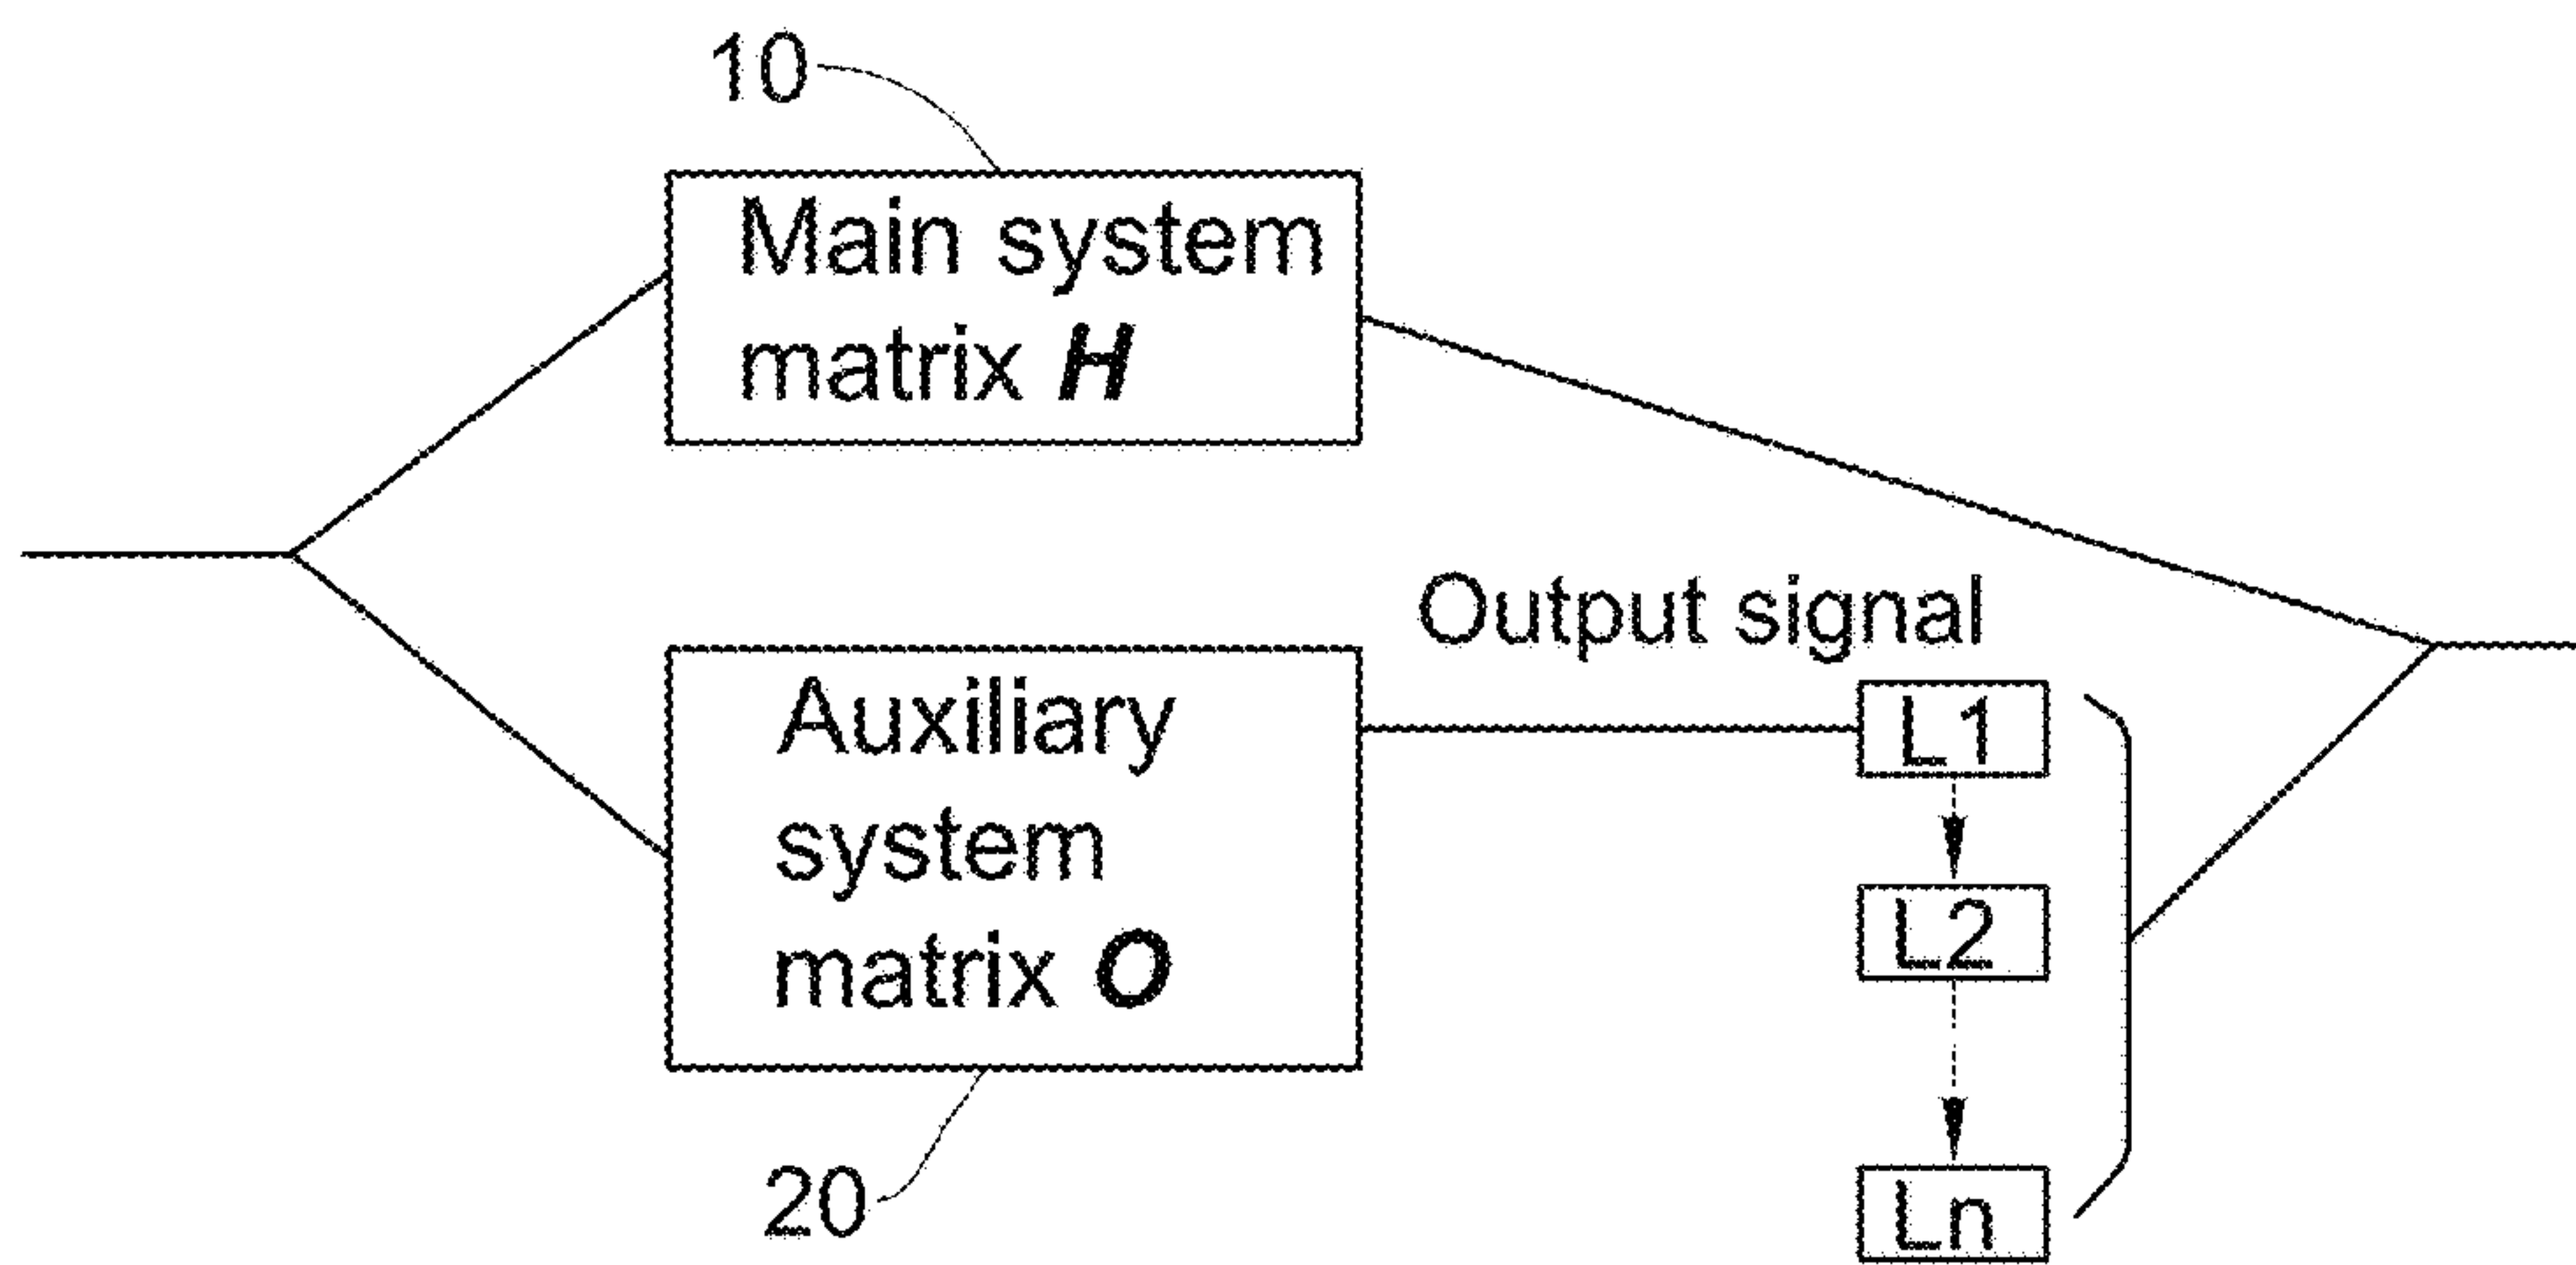 10
Main system
matrix H
Output signal
Auxiliary
system
matrix O
L1
L2
Ln
20